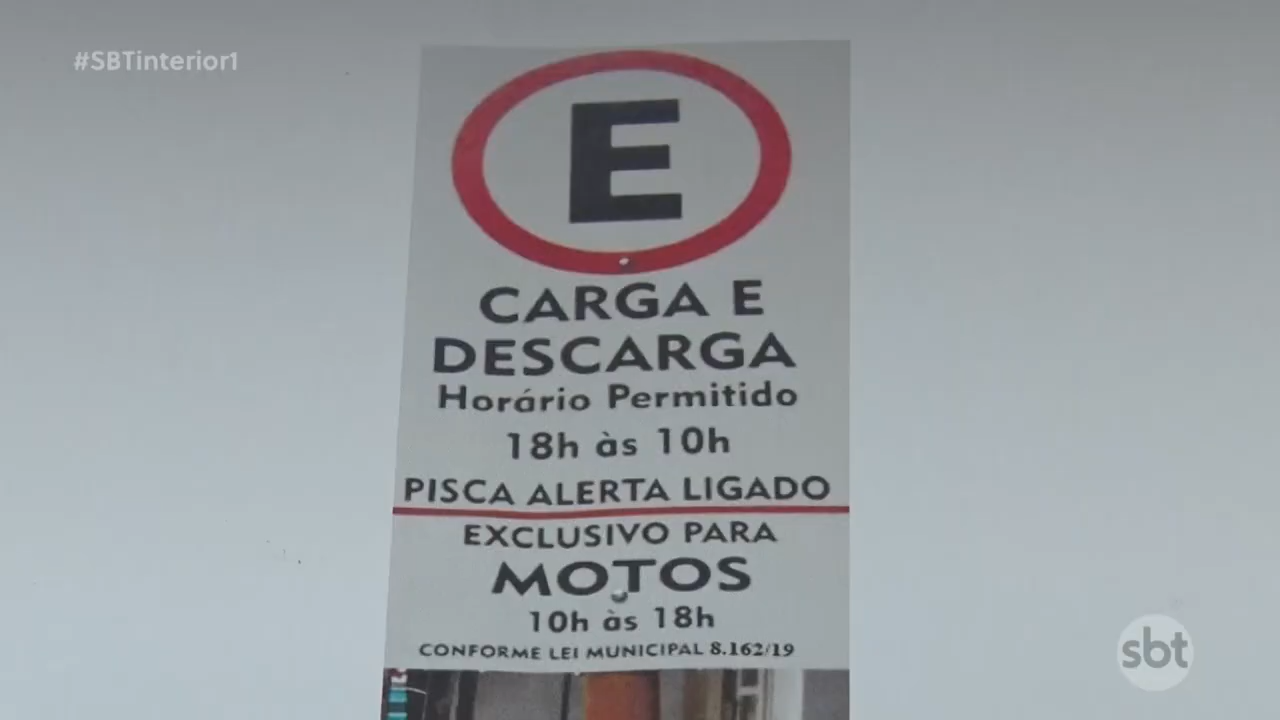 #SBTinterior1
E
CARGA E
DESCARGA
Horário Permitido
18h às 10h
PISCA ALERTA LIGADO
EXCLUSIVO PARA
MOTOS
10h às 18h
CONFORME LEI MUNICIPAL 8.162/19
sbt